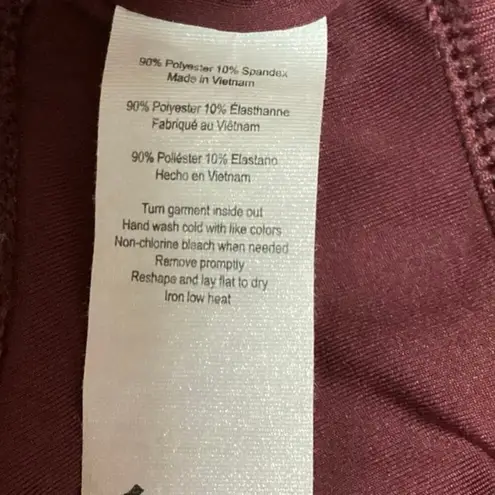 90% Polyester 10% Spandex
Made in Vietnam
90% Polyester 10% Élasthanne
Fabriqué au Viêtnam
90% Poliéster 10% Elastano
Hecho en Vietnam
Turn garment inside out
Hand wash cold with like colors
Non-chlorine bleach when needed
Remove promptly
Reshape and lay flat to dry
Iron low heat